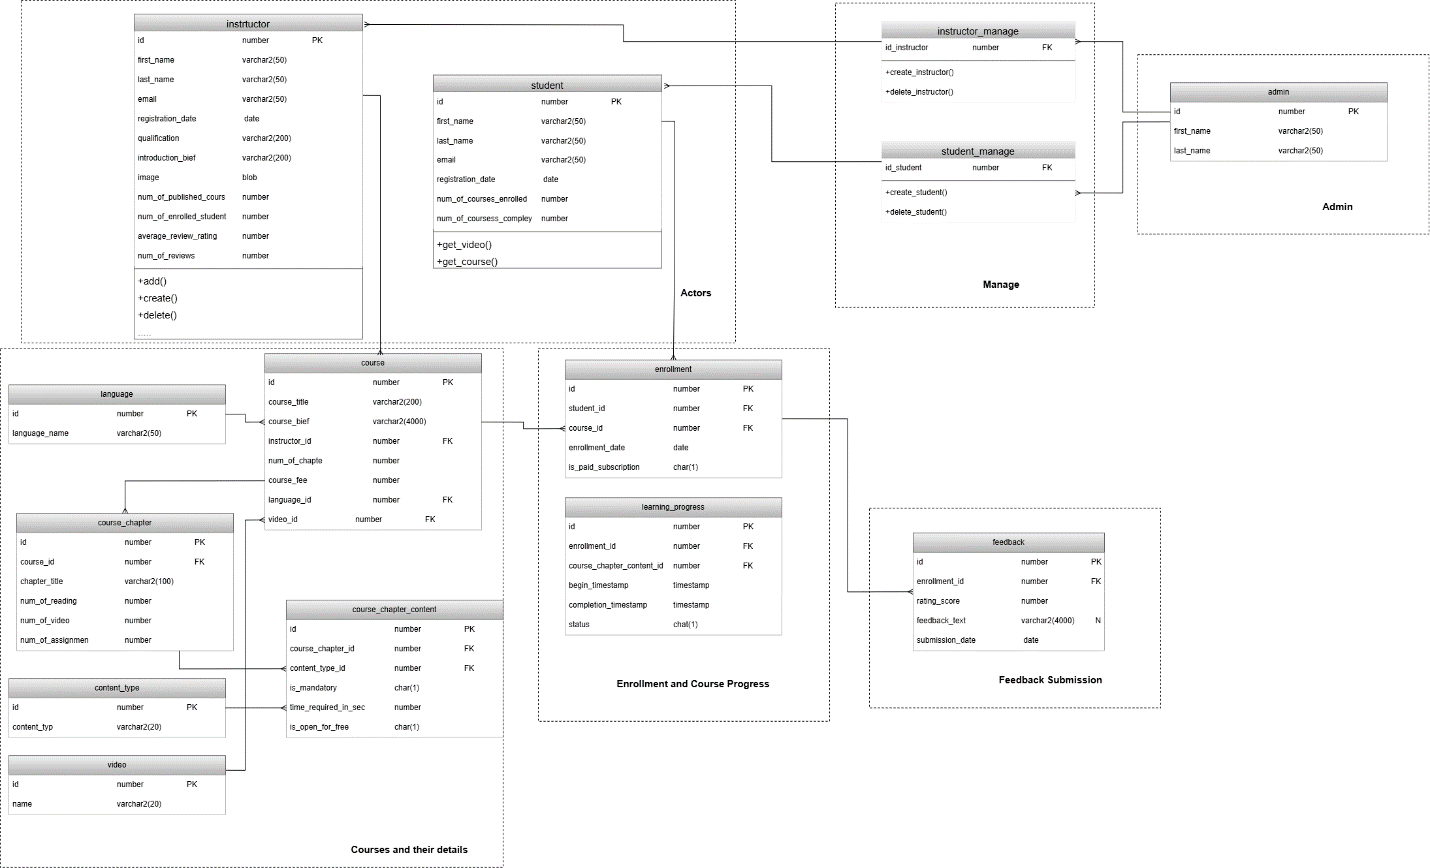 instrtuctor
id number PK
first_name varchar2(50)
last_name varchar2(50)
email varchar2(50)
registration_date date
qualification varchar2(200)
introduction_bief varchar2(200)
image blob
num_of_published_cours number
num_of_enrolled_student number
average_review_rating number
num_of_reviews number
+add()
+create()
+delete()
.....
student
id number PK
first_name varchar2(50)
last_name varchar2(50)
email varchar2(50)
registration_date date
num_of_courses_enrolled number
num_of_coursess_compley number
+get_video()
+get_course()
Actors
instructor_manage
id_instructor number FK
+create_instructor()
+delete_instructor()
student_manage
id_student number FK
+create_student()
+delete_student()
Manage
admin
id number PK
first_name varchar2(50)
last_name varchar2(50)
Admin
language
id number PK
language_name varchar2(50)
course
id number PK
course_title varchar2(200)
course_bief varchar2(4000)
instructor_id number FK
num_of_chapte number
course_fee number
language_id number FK
video_id number FK
course_chapter
id number PK
course_id number FK
chapter_title varchar2(100)
num_of_reading number
num_of_video number
num_of_assignmen number
course_chapter_content
id number PK
course_chapter_id number FK
content_type_id number FK
is_mandatory char(1)
time_required_in_sec number
is_open_for_free char(1)
content_type
id number PK
content_typ varchar2(20)
video
id number PK
name varchar2(20)
Courses and their details
enrollment
id number PK
student_id number FK
course_id number FK
enrollment_date date
is_paid_subscription char(1)
learning_progress
id number PK
enrollment_id number FK
course_chapter_content_id number FK
begin_timestamp timestamp
completion_timestamp timestamp
status chat(1)
Enrollment and Course Progress
feedback
id number PK
enrollment_id number FK
rating_score number
feedback_text varchar2(4000) N
submission_date date
Feedback Submission